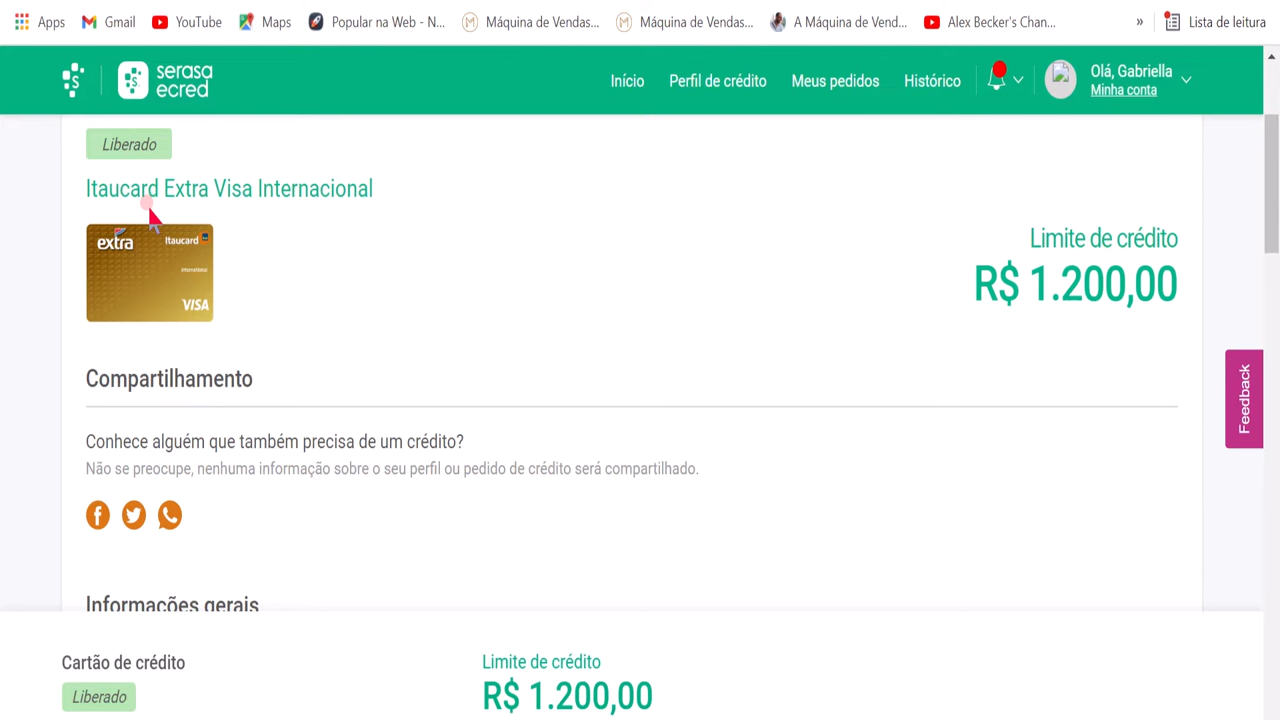 Apps Gmail YouTube Maps Popular na Web - N... Máquina de Vendas... Máquina de Vendas... A Máquina de Vend... Alex Becker's Chan... » Lista de leitura
serasa ecred Início Perfil de crédito Meus pedidos Histórico Olá, Gabriella
Minha conta
Liberado
Itaucard Extra Visa Internacional
extra Itaucard
international
VISA
Limite de crédito
R$ 1.200,00
Compartilhamento
Conhece alguém que também precisa de um crédito?
Não se preocupe, nenhuma informação sobre o seu perfil ou pedido de crédito será compartilhado.
Feedback
Informações gerais
Cartão de crédito
Liberado
Limite de crédito
R$ 1.200,00